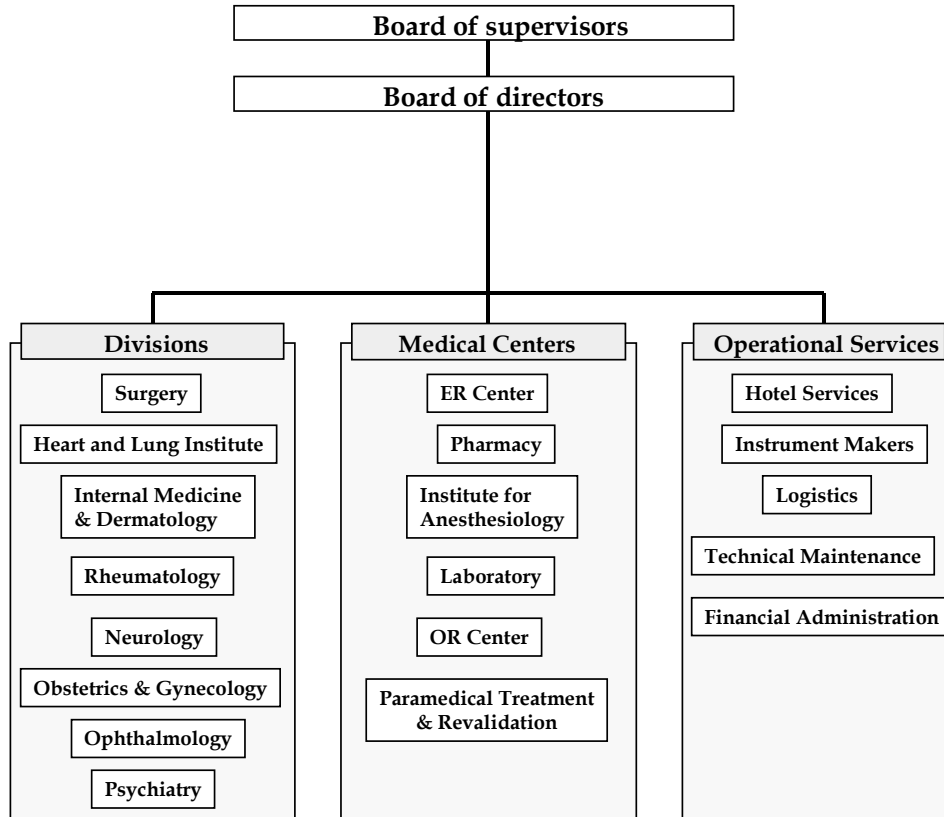 Board of supervisors
Board of directors
Divisions
Surgery
Heart and Lung Institute
Internal Medicine
& Dermatology
Rheumatology
Neurology
Obstetrics & Gynecology
Ophthalmology
Psychiatry
Medical Centers
ER Center
Pharmacy
Institute for
Anesthesiology
Laboratory
OR Center
Paramedical Treatment
& Revalidation
Operational Services
Hotel Services
Instrument Makers
Logistics
Technical Maintenance
Financial Administration